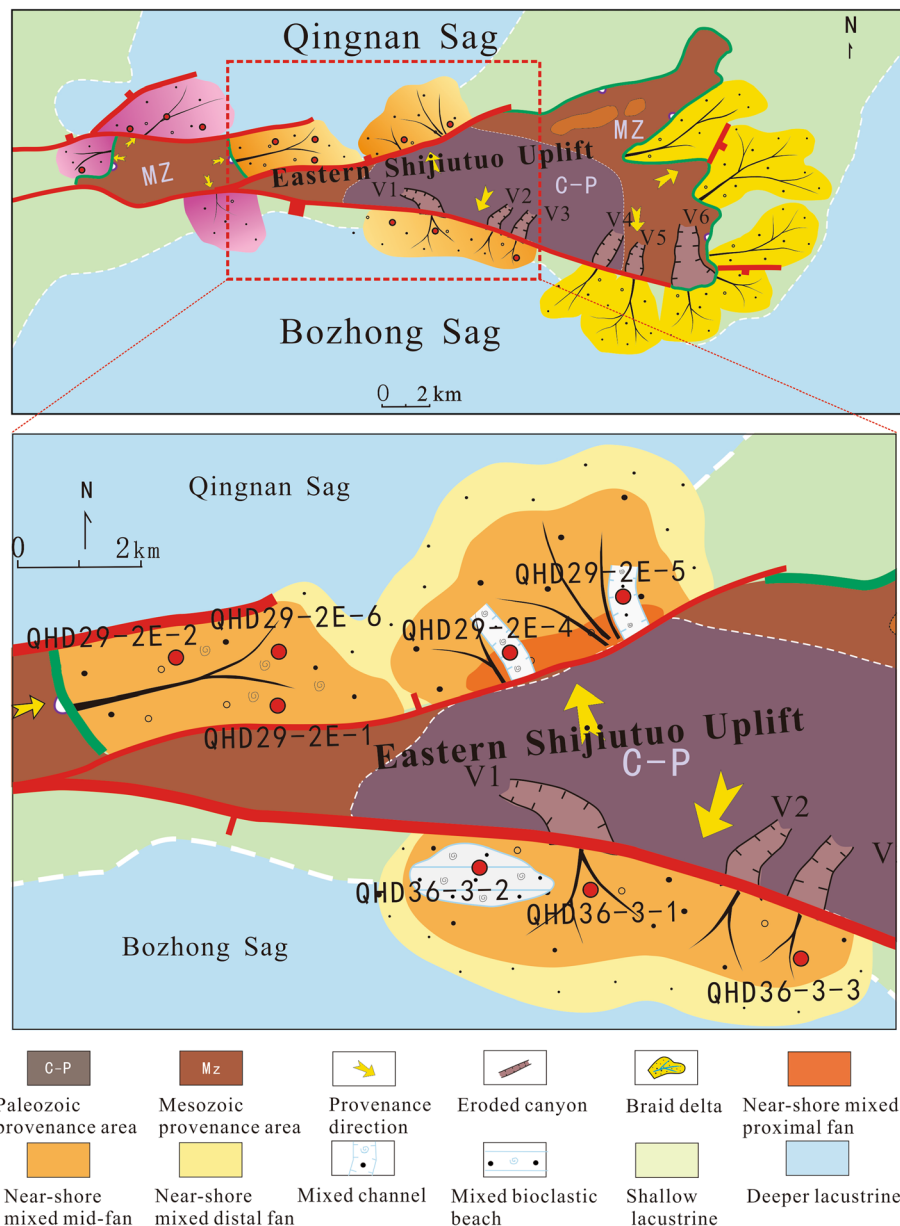 Qingnan Sag
N
MZ
MZ
Eastern Shijiutuo Uplift
C-P
V1
V2
V3
V4
V5
V6
Bozhong Sag
0 2 km
Qingnan Sag
N
0 2km
QHD29-2E-5
QHD29-2E-6
QHD29-2E-2
QHD29-2E-4
QHD29-2E-1
Eastern Shijiutuo Uplift
C-P
V1
V2
V
QHD36-3-2
QHD36-3-1
Bozhong Sag
QHD36-3-3
C-P
Mz
Paleozoic
provenance area
Mesozoic
provenance area
Provenance
direction
Eroded canyon
Braid delta
Near-shore mixed
proximal fan
Near-shore
mixed mid-fan
Near-shore
mixed distal fan
Mixed channel
Mixed bioclastic
beach
Shallow
lacustrine
Deeper lacustrine